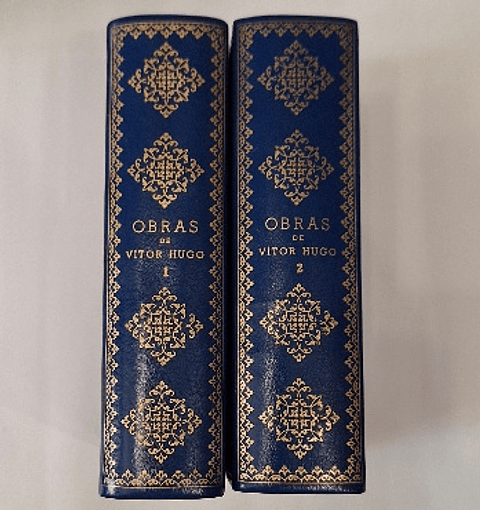 OBRAS
DE
VITOR HUGO
1
OBRAS
DE
VITOR HUGO
2